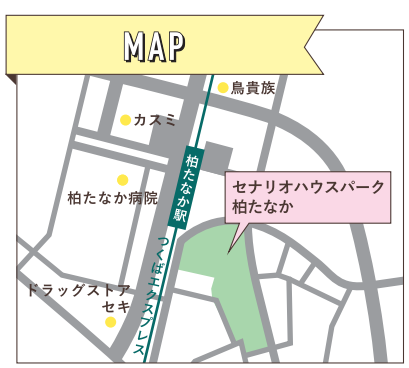 MAP
鳥貴族
カスミ
柏たなか駅
柏たなか病院
セナリオハウスパーク
柏たなか
つくばエクスプレス
ドラッグストア
セキ